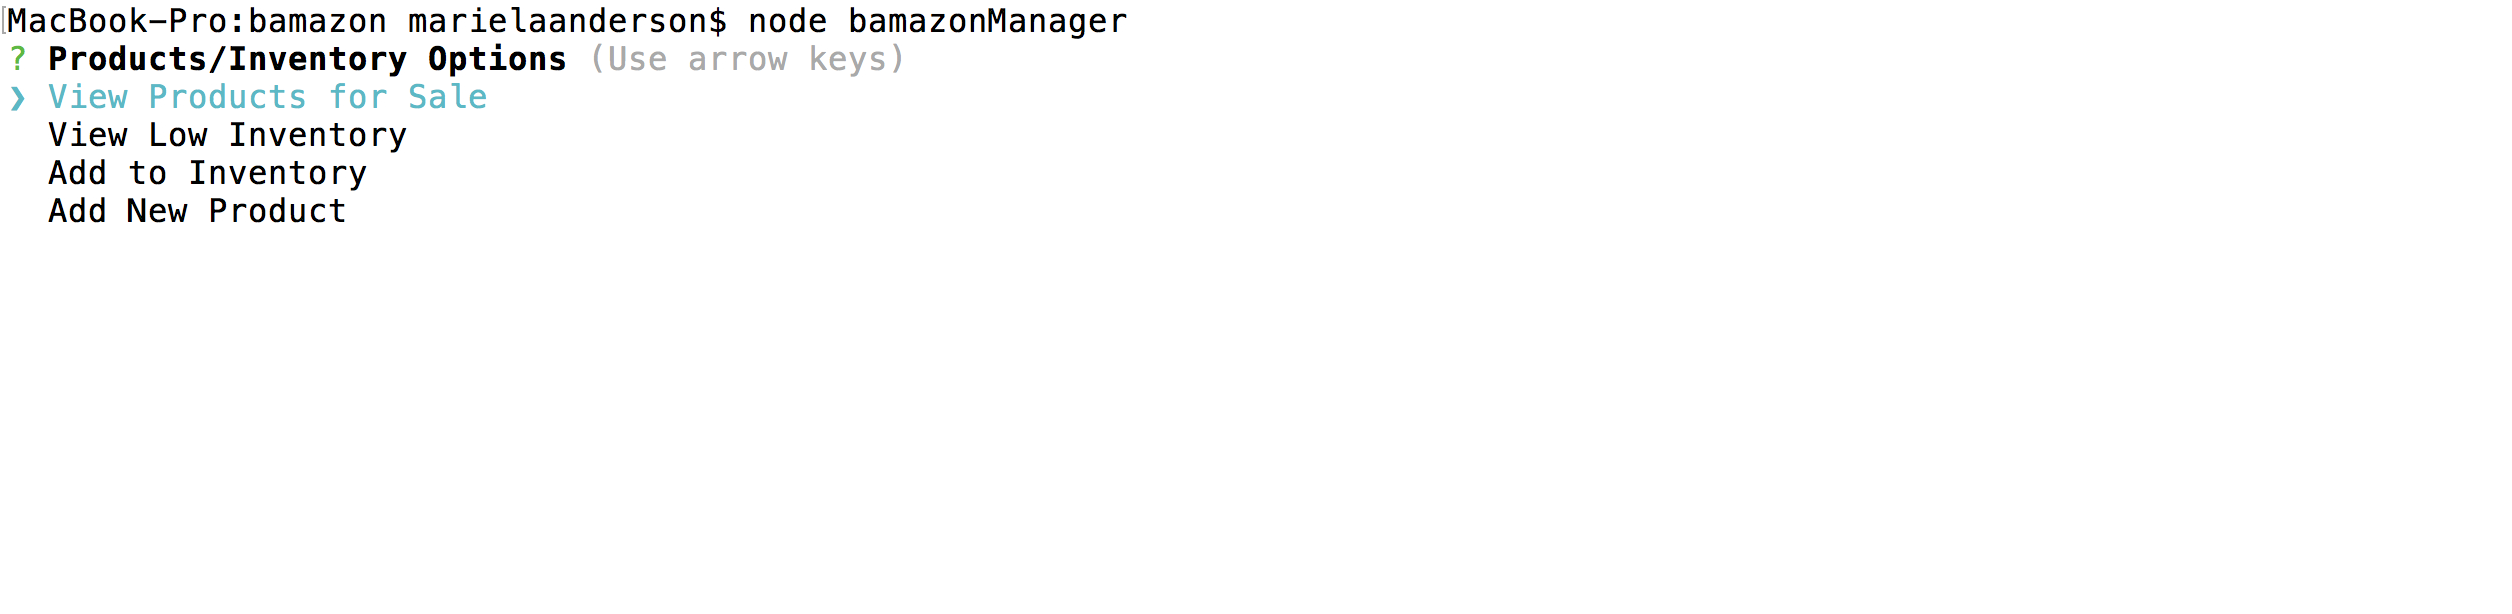 MacBook-Pro:bamazon marielaanderson$ node bamazonManager
? Products/Inventory Options (Use arrow keys)
❯ View Products for Sale
View Low Inventory
Add to Inventory
Add New Product